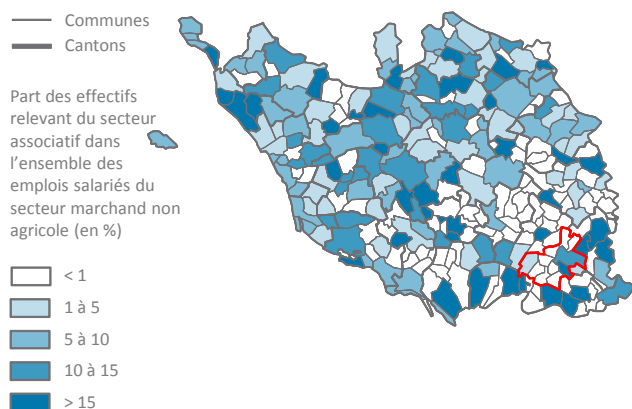 Communes
Cantons
Part des effectifs
relevant du secteur
associatif dans
l'ensemble des
emplois salariés du
secteur marchand non
agricole (en %)
< 1
1 à 5
5 à 10
10 à 15
> 15